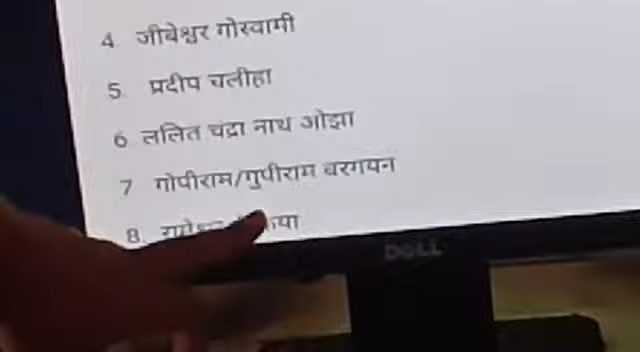 4. जीबेश्वर गोस्वामी
5. प्रदीप चलीहा
6 ललित चंद्रा नाथ ओझा
7 गोपीराम/गुपीराम बरगयन
8.
DELL